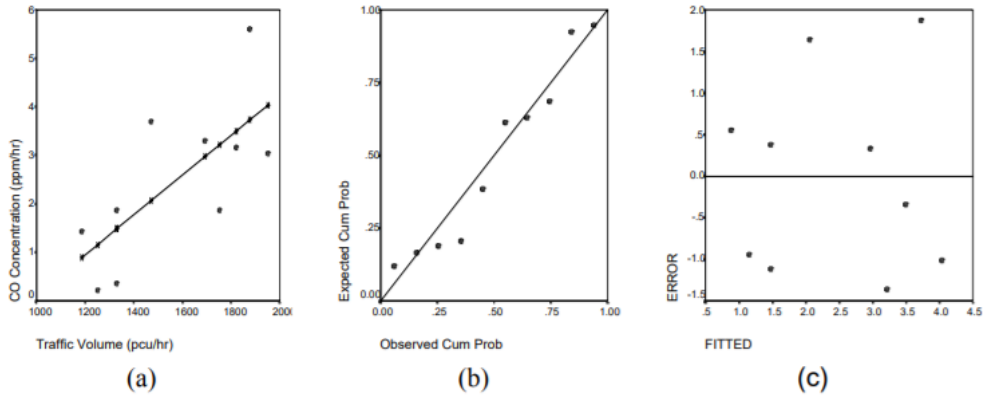 6
5
4
3
2
1
0
CO Concentration (ppm/hr)
1000 1200 1400 1600 1800 2000
Traffic Volume (pcu/hr)
(a)
1.00
.75
.50
.25
0.00
Expected Cum Prob
0.00 .25 .50 .75 1.00
Observed Cum Prob
(b)
2.0
1.5
1.0
.5
0.0
-.5
-1.0
-1.5
ERROR
.5 1.0 1.5 2.0 2.5 3.0 3.5 4.0 4.5
FITTED
(c)